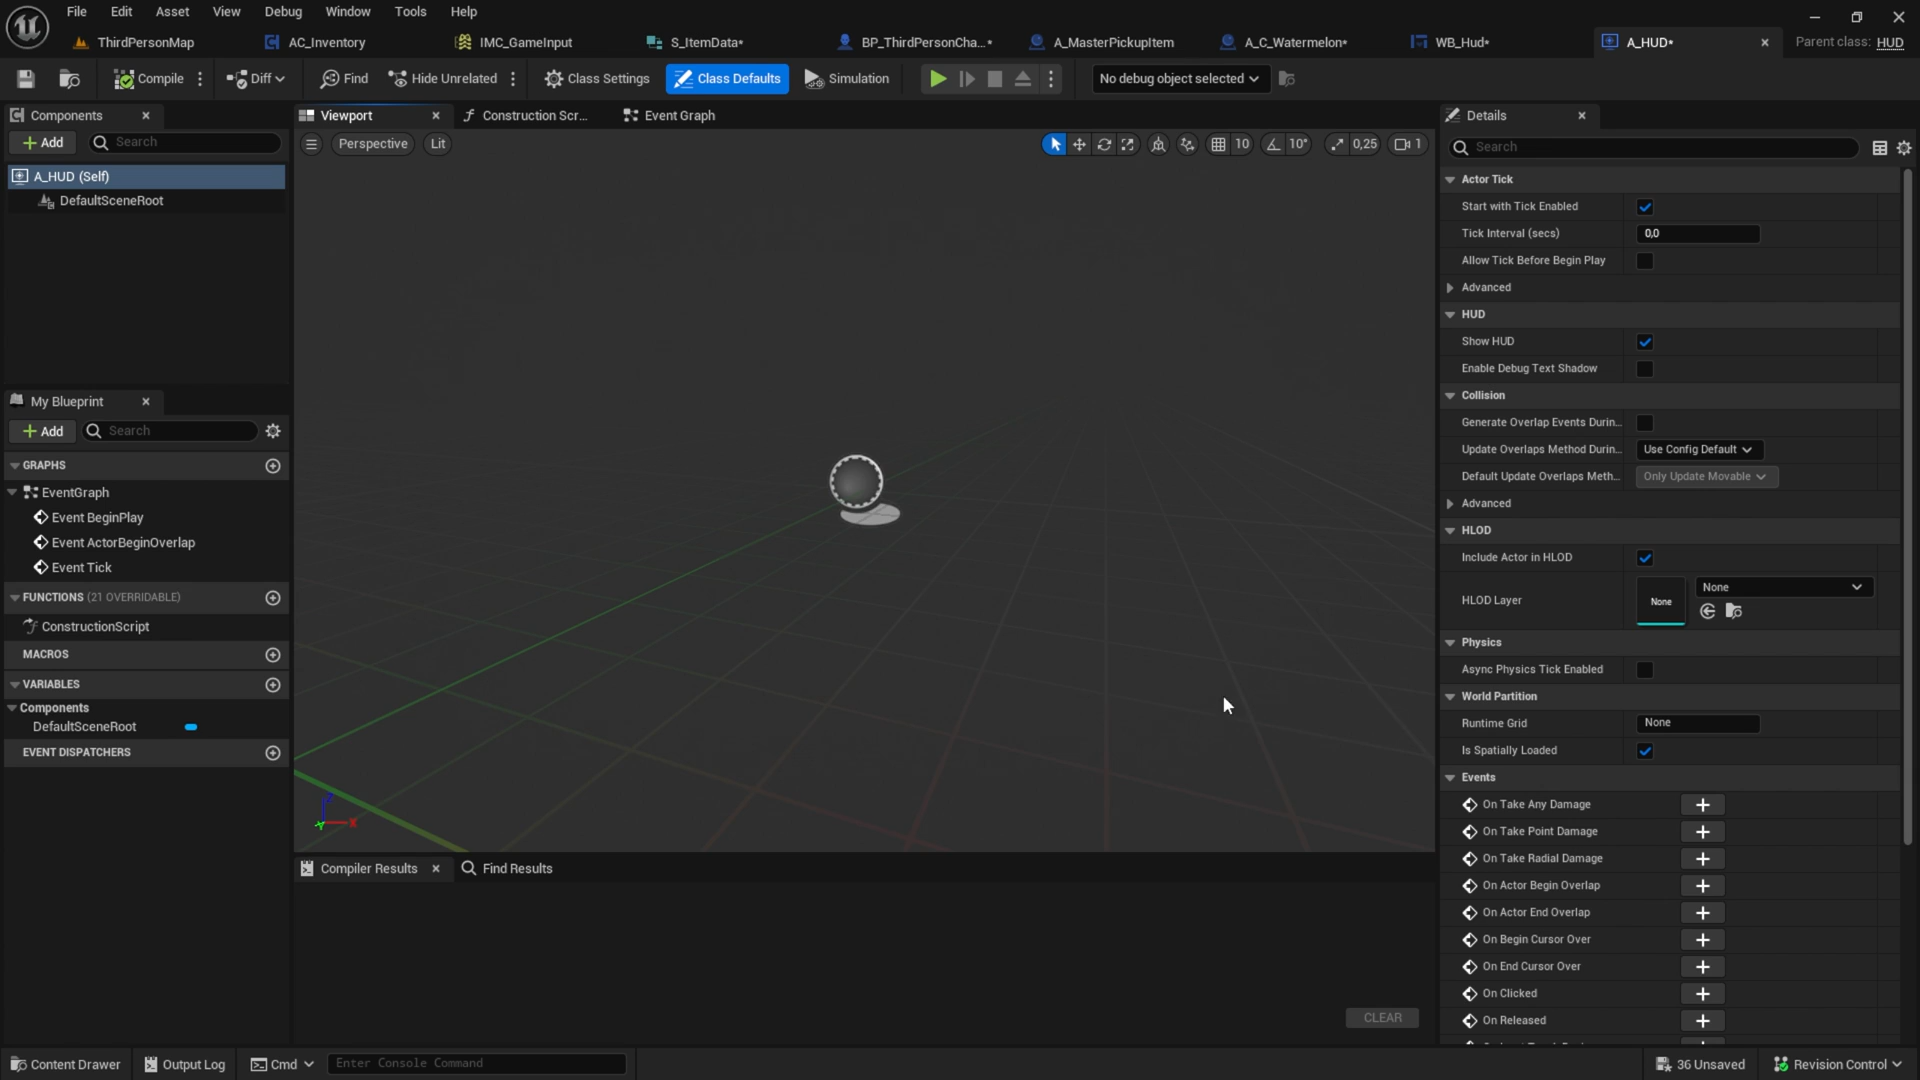 File Edit Asset View Debug Window Tools Help
ThirdPersonMap AC_Inventory IMC_GameInput S_ItemData* BP_ThirdPersonCha...* A_MasterPickupItem A_C_Watermelon* WB_Hud* A_HUD* Parent class: HUD
Compile Diff Find Hide Unrelated Class Settings Class Defaults Simulation No debug object selected
Components
Add Search
A_HUD (Self)
DefaultSceneRoot
My Blueprint
Add Search
GRAPHS
EventGraph
Event BeginPlay
Event ActorBeginOverlap
Event Tick
FUNCTIONS (21 OVERRIDABLE)
ConstructionScript
MACROS
VARIABLES
Components
DefaultSceneRoot
EVENT DISPATCHERS
Viewport Construction Scr... Event Graph
Perspective Lit 10 10° 0,25 1
Z
Y X
Compiler Results Find Results
CLEAR
Details
Search
Actor Tick
Start with Tick Enabled
Tick Interval (secs) 0,0
Allow Tick Before Begin Play
Advanced
HUD
Show HUD
Enable Debug Text Shadow
Collision
Generate Overlap Events Durin...
Update Overlaps Method Durin... Use Config Default
Default Update Overlaps Meth... Only Update Movable
Advanced
HLOD
Include Actor in HLOD
HLOD Layer None None
Physics
Async Physics Tick Enabled
World Partition
Runtime Grid None
Is Spatially Loaded
Events
On Take Any Damage
On Take Point Damage
On Take Radial Damage
On Actor Begin Overlap
On Actor End Overlap
On Begin Cursor Over
On End Cursor Over
On Clicked
On Released
Content Drawer Output Log Cmd Enter Console Command 36 Unsaved Revision Control